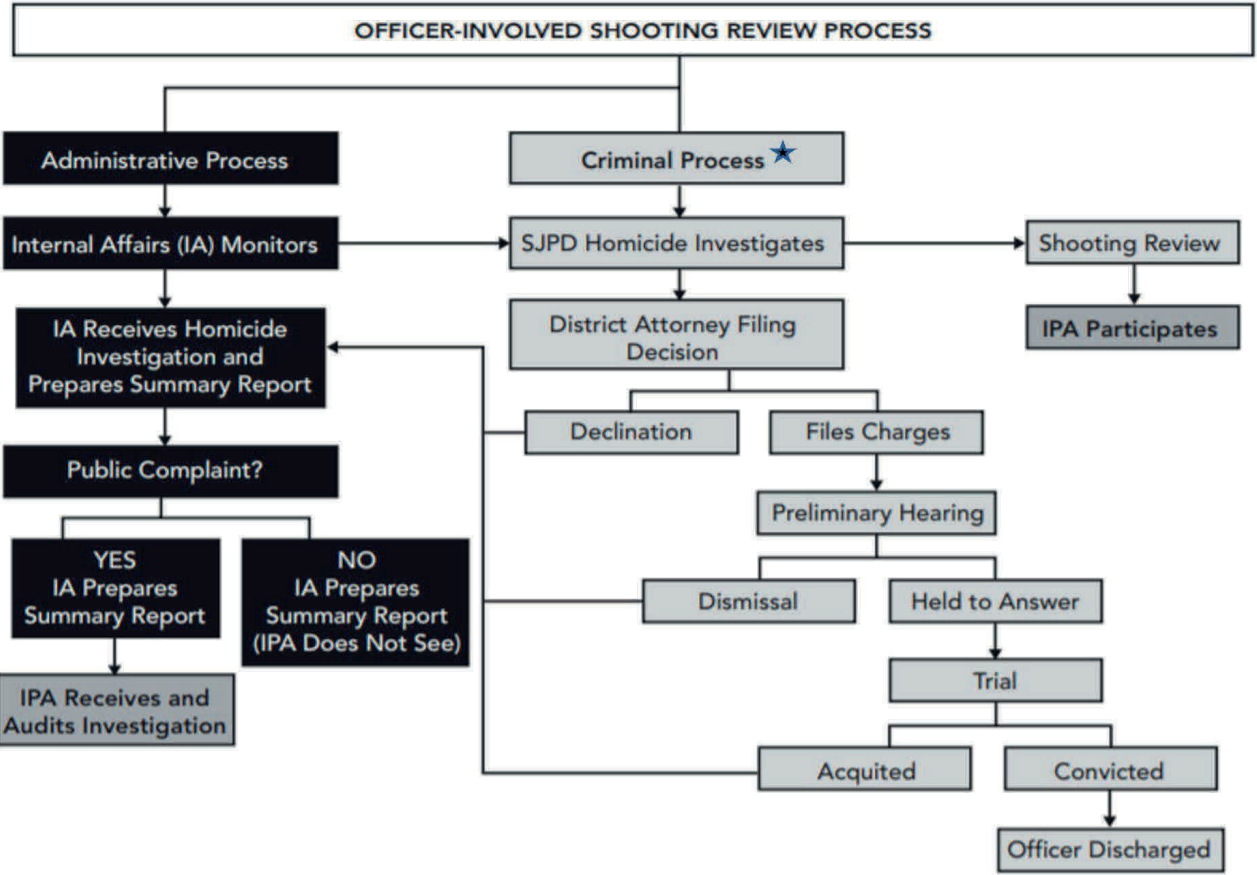 OFFICER-INVOLVED SHOOTING REVIEW PROCESS
Administrative Process
Criminal Process
Internal Affairs (IA) Monitors
SJPD Homicide Investigates
Shooting Review
IA Receives Homicide
Investigation and
Prepares Summary Report
District Attorney Filing
Decision
IPA Participates
Declination
Files Charges
Public Complaint?
Preliminary Hearing
YES
IA Prepares
Summary Report
NO
IA Prepares
Summary Report
(IPA Does Not See)
Dismissal
Held to Answer
IPA Receives and
Audits Investigation
Trial
Acquited
Convicted
Officer Discharged